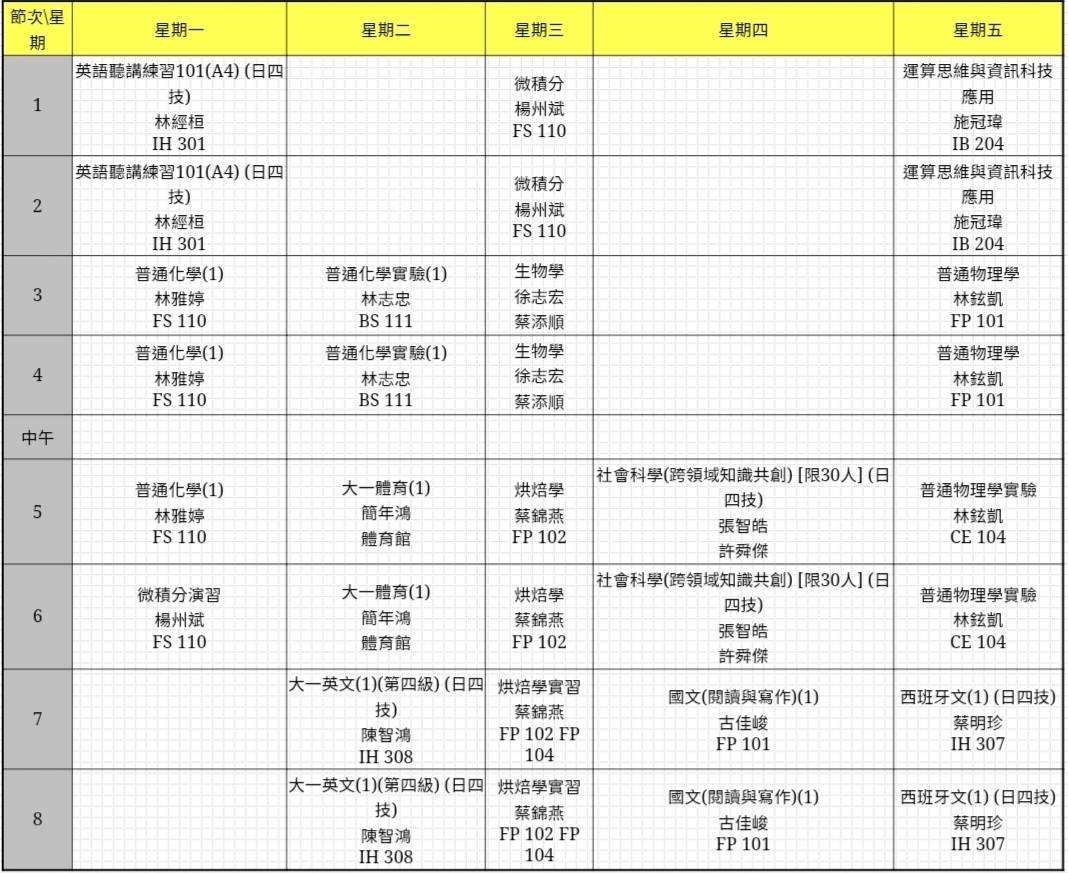 節次\星
期
星期一
星期二
星期三
星期四
星期五
1
英語聽講練習101(A4) (日四
技)
林經桓
IH 301
微積分
楊州斌
FS 110
運算思維與資訊科技
應用
施冠瑋
IB 204
2
英語聽講練習101(A4) (日四
技)
林經桓
IH 301
微積分
楊州斌
FS 110
運算思維與資訊科技
應用
施冠瑋
IB 204
3
普通化學(1)
林雅婷
FS 110
普通化學實驗(1)
林志忠
BS 111
生物學
徐志宏
蔡添順
普通物理學
林鉉凱
FP 101
4
普通化學(1)
林雅婷
FS 110
普通化學實驗(1)
林志忠
BS 111
生物學
徐志宏
蔡添順
普通物理學
林鉉凱
FP 101
中午
5
普通化學(1)
林雅婷
FS 110
大一體育(1)
簡年鴻
體育館
烘焙學
蔡錦燕
FP 102
社會科學(跨領域知識共創) [限30人] (日
四技)
張智皓
許舜傑
普通物理學實驗
林鉉凱
CE 104
6
微積分演習
楊州斌
FS 110
大一體育(1)
簡年鴻
體育館
烘焙學
蔡錦燕
FP 102
社會科學(跨領域知識共創) [限30人] (日
四技)
張智皓
許舜傑
普通物理學實驗
林鉉凱
CE 104
7
大一英文(1)(第四級) (日四
技)
陳智鴻
IH 308
烘焙學實習
蔡錦燕
FP 102 FP
104
國文(閱讀與寫作)(1)
古佳峻
FP 101
西班牙文(1) (日四技)
蔡明珍
IH 307
8
大一英文(1)(第四級) (日四
技)
陳智鴻
IH 308
烘焙學實習
蔡錦燕
FP 102 FP
104
國文(閱讀與寫作)(1)
古佳峻
FP 101
西班牙文(1) (日四技)
蔡明珍
IH 307